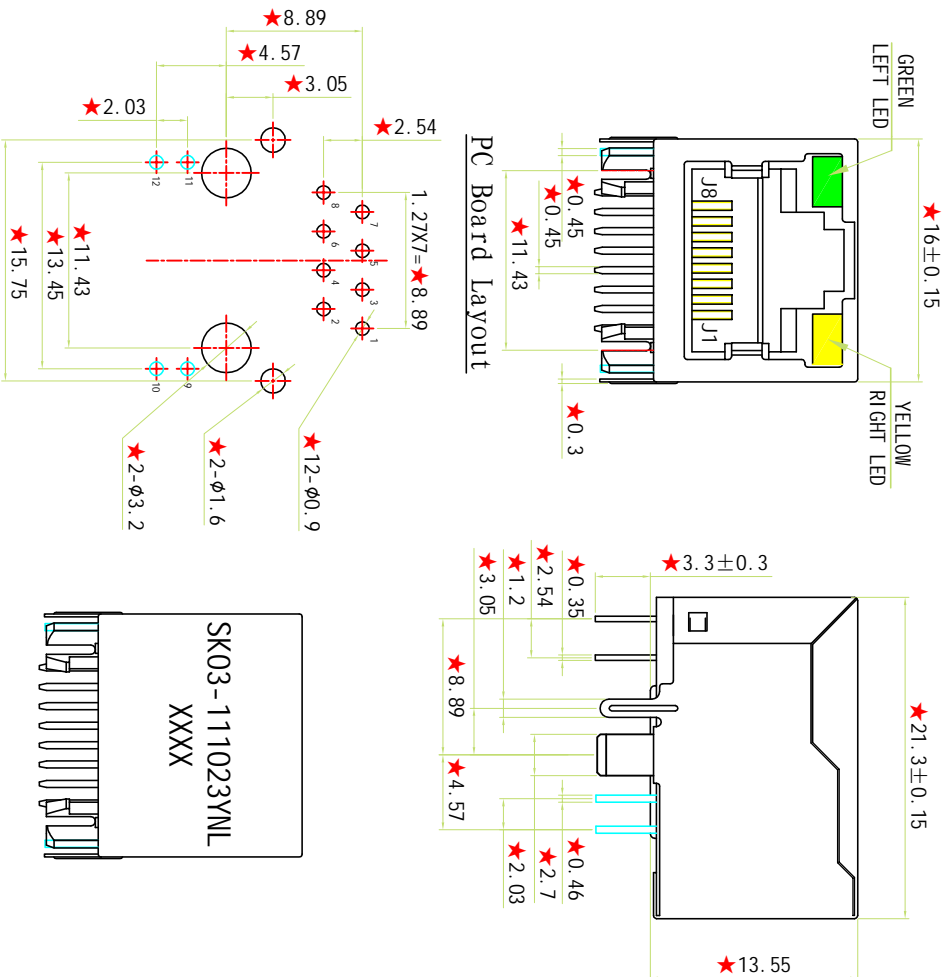 ★8.89
★4.57
★3.05
★2.03
★2.54
1.27X7=★8.89
8
7
6
5
4
3
2
1
12
11
10
9
★11.43
★13.45
★15.75
★12-φ0.9
★2-φ1.6
★2-φ3.2
PC Board Layout
GREEN
LEFT LED
YELLOW
RIGHT LED
★16±0.15
J8
J1
★0.45
★0.45
★11.43
★0.3
★3.3±0.3
★0.35
★2.54
★1.2
★3.05
★8.89
★4.57
★0.46
★2.7
★2.03
★21.3±0.15
★13.55
SK03-111023YNL
XXXX